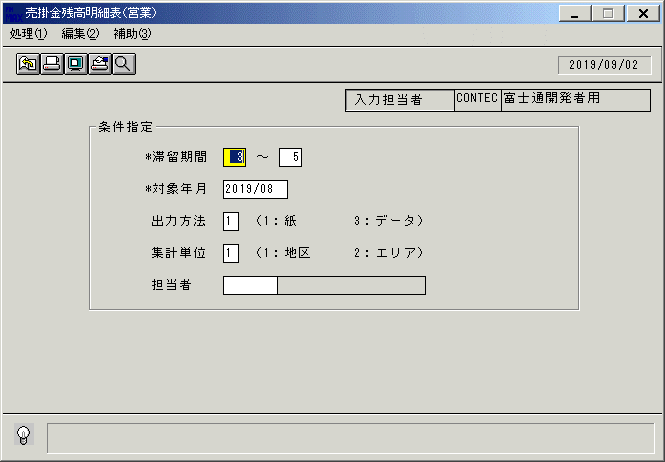 売掛金残高明細表(営業)
処理(1) 編集(2) 補助(3)
2019/09/02
入力担当者 CONTEC 富士通開発者用
条件指定
*滞留期間 3 ～ 5
*対象年月 2019/08
出力方法 1 (1:紙 3:データ)
集計単位 1 (1:地区 2:エリア)
担当者